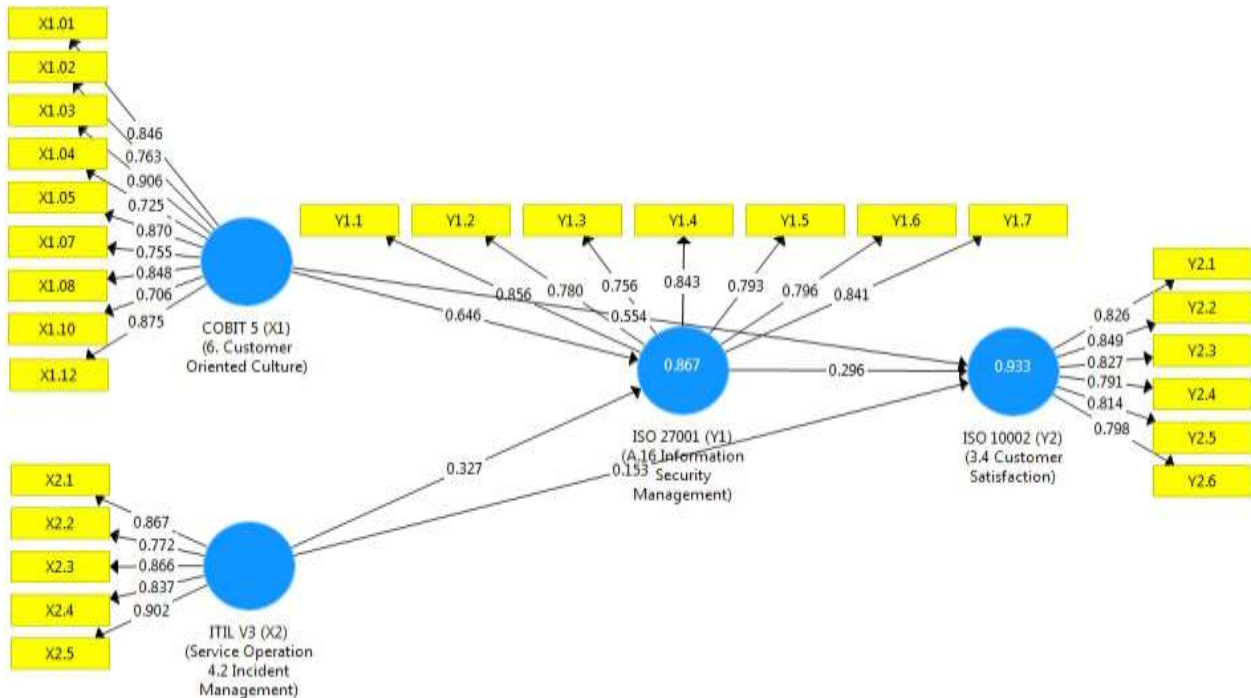 X1.01
X1.02
X1.03
X1.04
X1.05
X1.07
X1.08
X1.10
X1.12
0.846
0.763
0.906
0.725
0.870
0.755
0.848
0.706
0.875
COBIT 5 (X1)
(6. Customer
Oriented Culture)
Y1.1
Y1.2
Y1.3
Y1.4
Y1.5
Y1.6
Y1.7
0.856
0.780
0.756
0.843
0.793
0.796
0.841
0.646
0.554
0.867
0.296
0.933
ISO 27001 (Y1)
(A.16 Information
Security
Management)
0.327
0.153
ISO 10002 (Y2)
(3.4 Customer
Satisfaction)
Y2.1
Y2.2
Y2.3
Y2.4
Y2.5
Y2.6
0.826
0.849
0.827
0.791
0.814
0.798
X2.1
X2.2
X2.3
X2.4
X2.5
0.867
0.772
0.866
0.837
0.902
ITIL V3 (X2)
(Service Operation
4.2 Incident
Management)